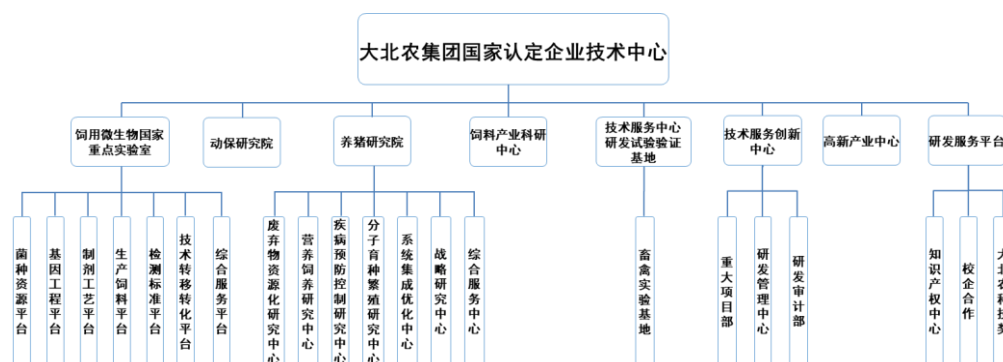 大北农集团国家认定企业技术中心
饲用微生物国家
重点实验室
动保研究院
养猪研究院
饲料产业科研
中心
技术服务中心
研发试验验证
基地
技术服务创新
中心
高新产业中心
研发服务平台
菌种资源平台
基因工程平台
制剂工艺平台
生产饲料平台
检测标准平台
技术转移转化平台
综合服务平台
废弃物资源化研究中心
营养饲养研究中心
疾病预防控制研究中心
分子育种繁殖研究中心
系统集成优化中心
战略研究中心
综合服务中心
畜禽实验基地
重大项目部
研发管理中心
研发审计部
知识产权中心
校企合作
大北农科技奖